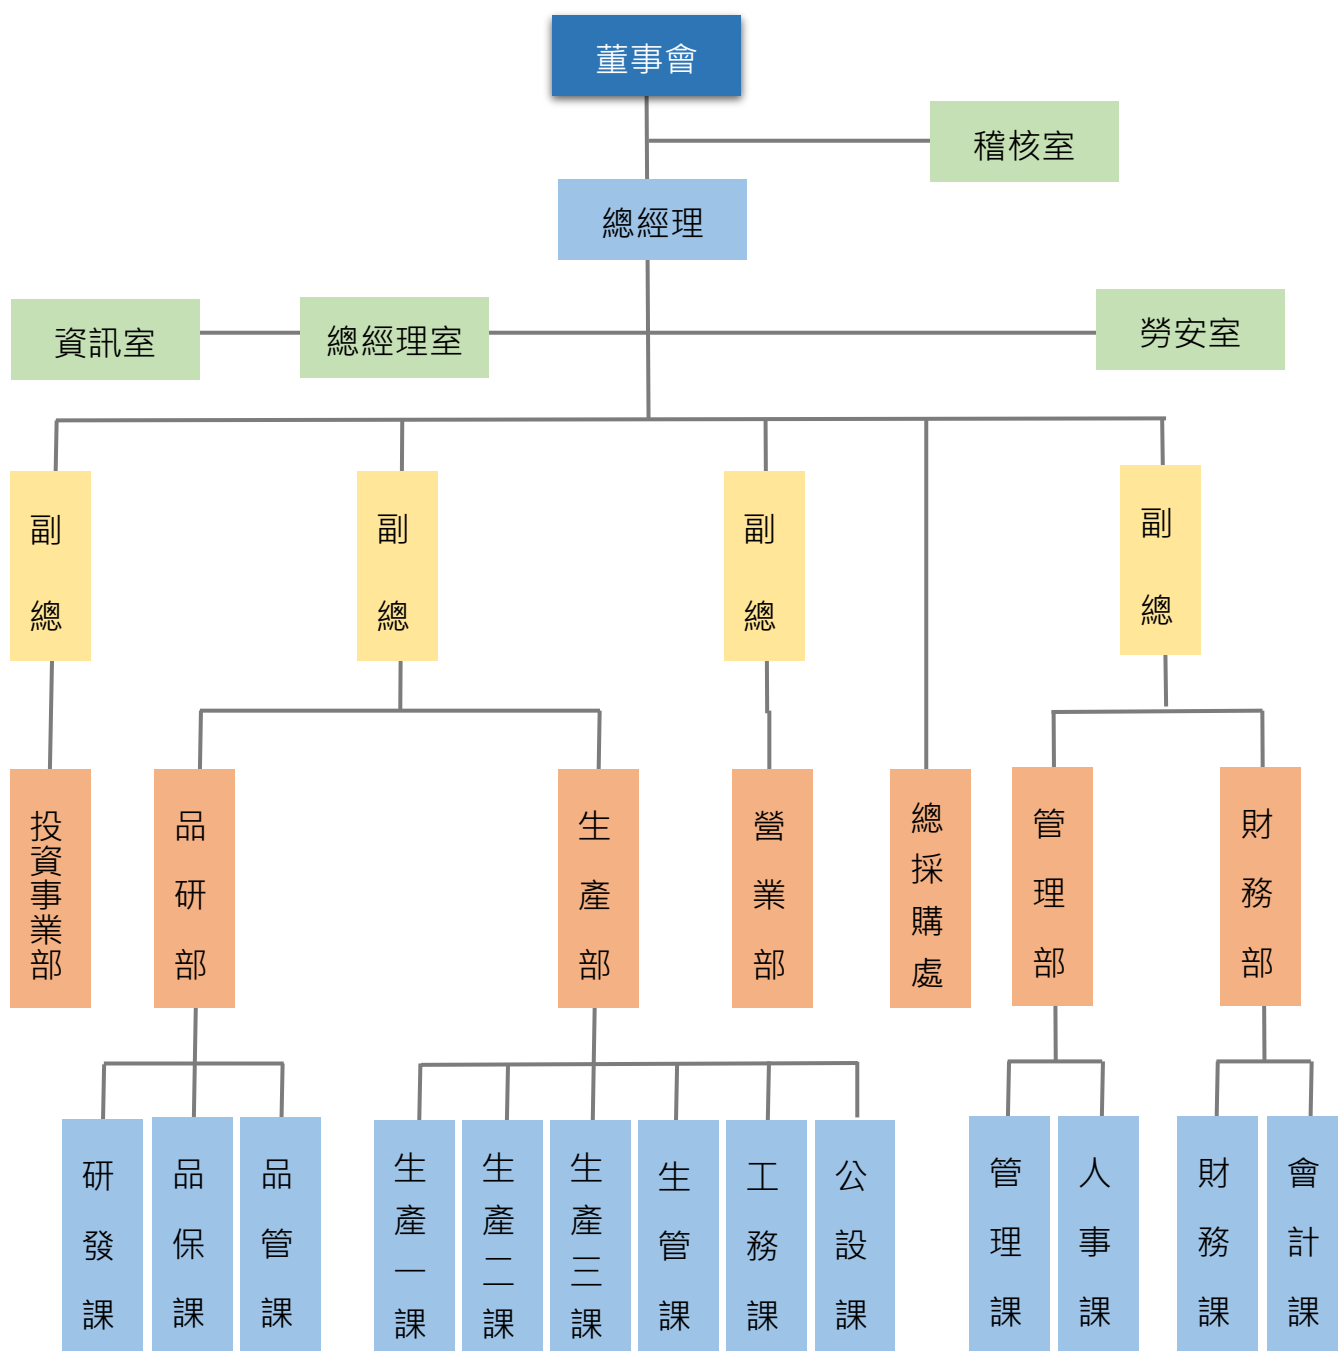 董事會
稽核室
總經理
資訊室
總經理室
勞安室
副總
副總
副總
副總
投資事業部
品研部
生產部
營業部
總採購處
管理部
財務部
研發課
品保課
品管課
生產一課
生產二課
生產三課
生管課
工務課
公設課
管理課
人事課
財務課
會計課